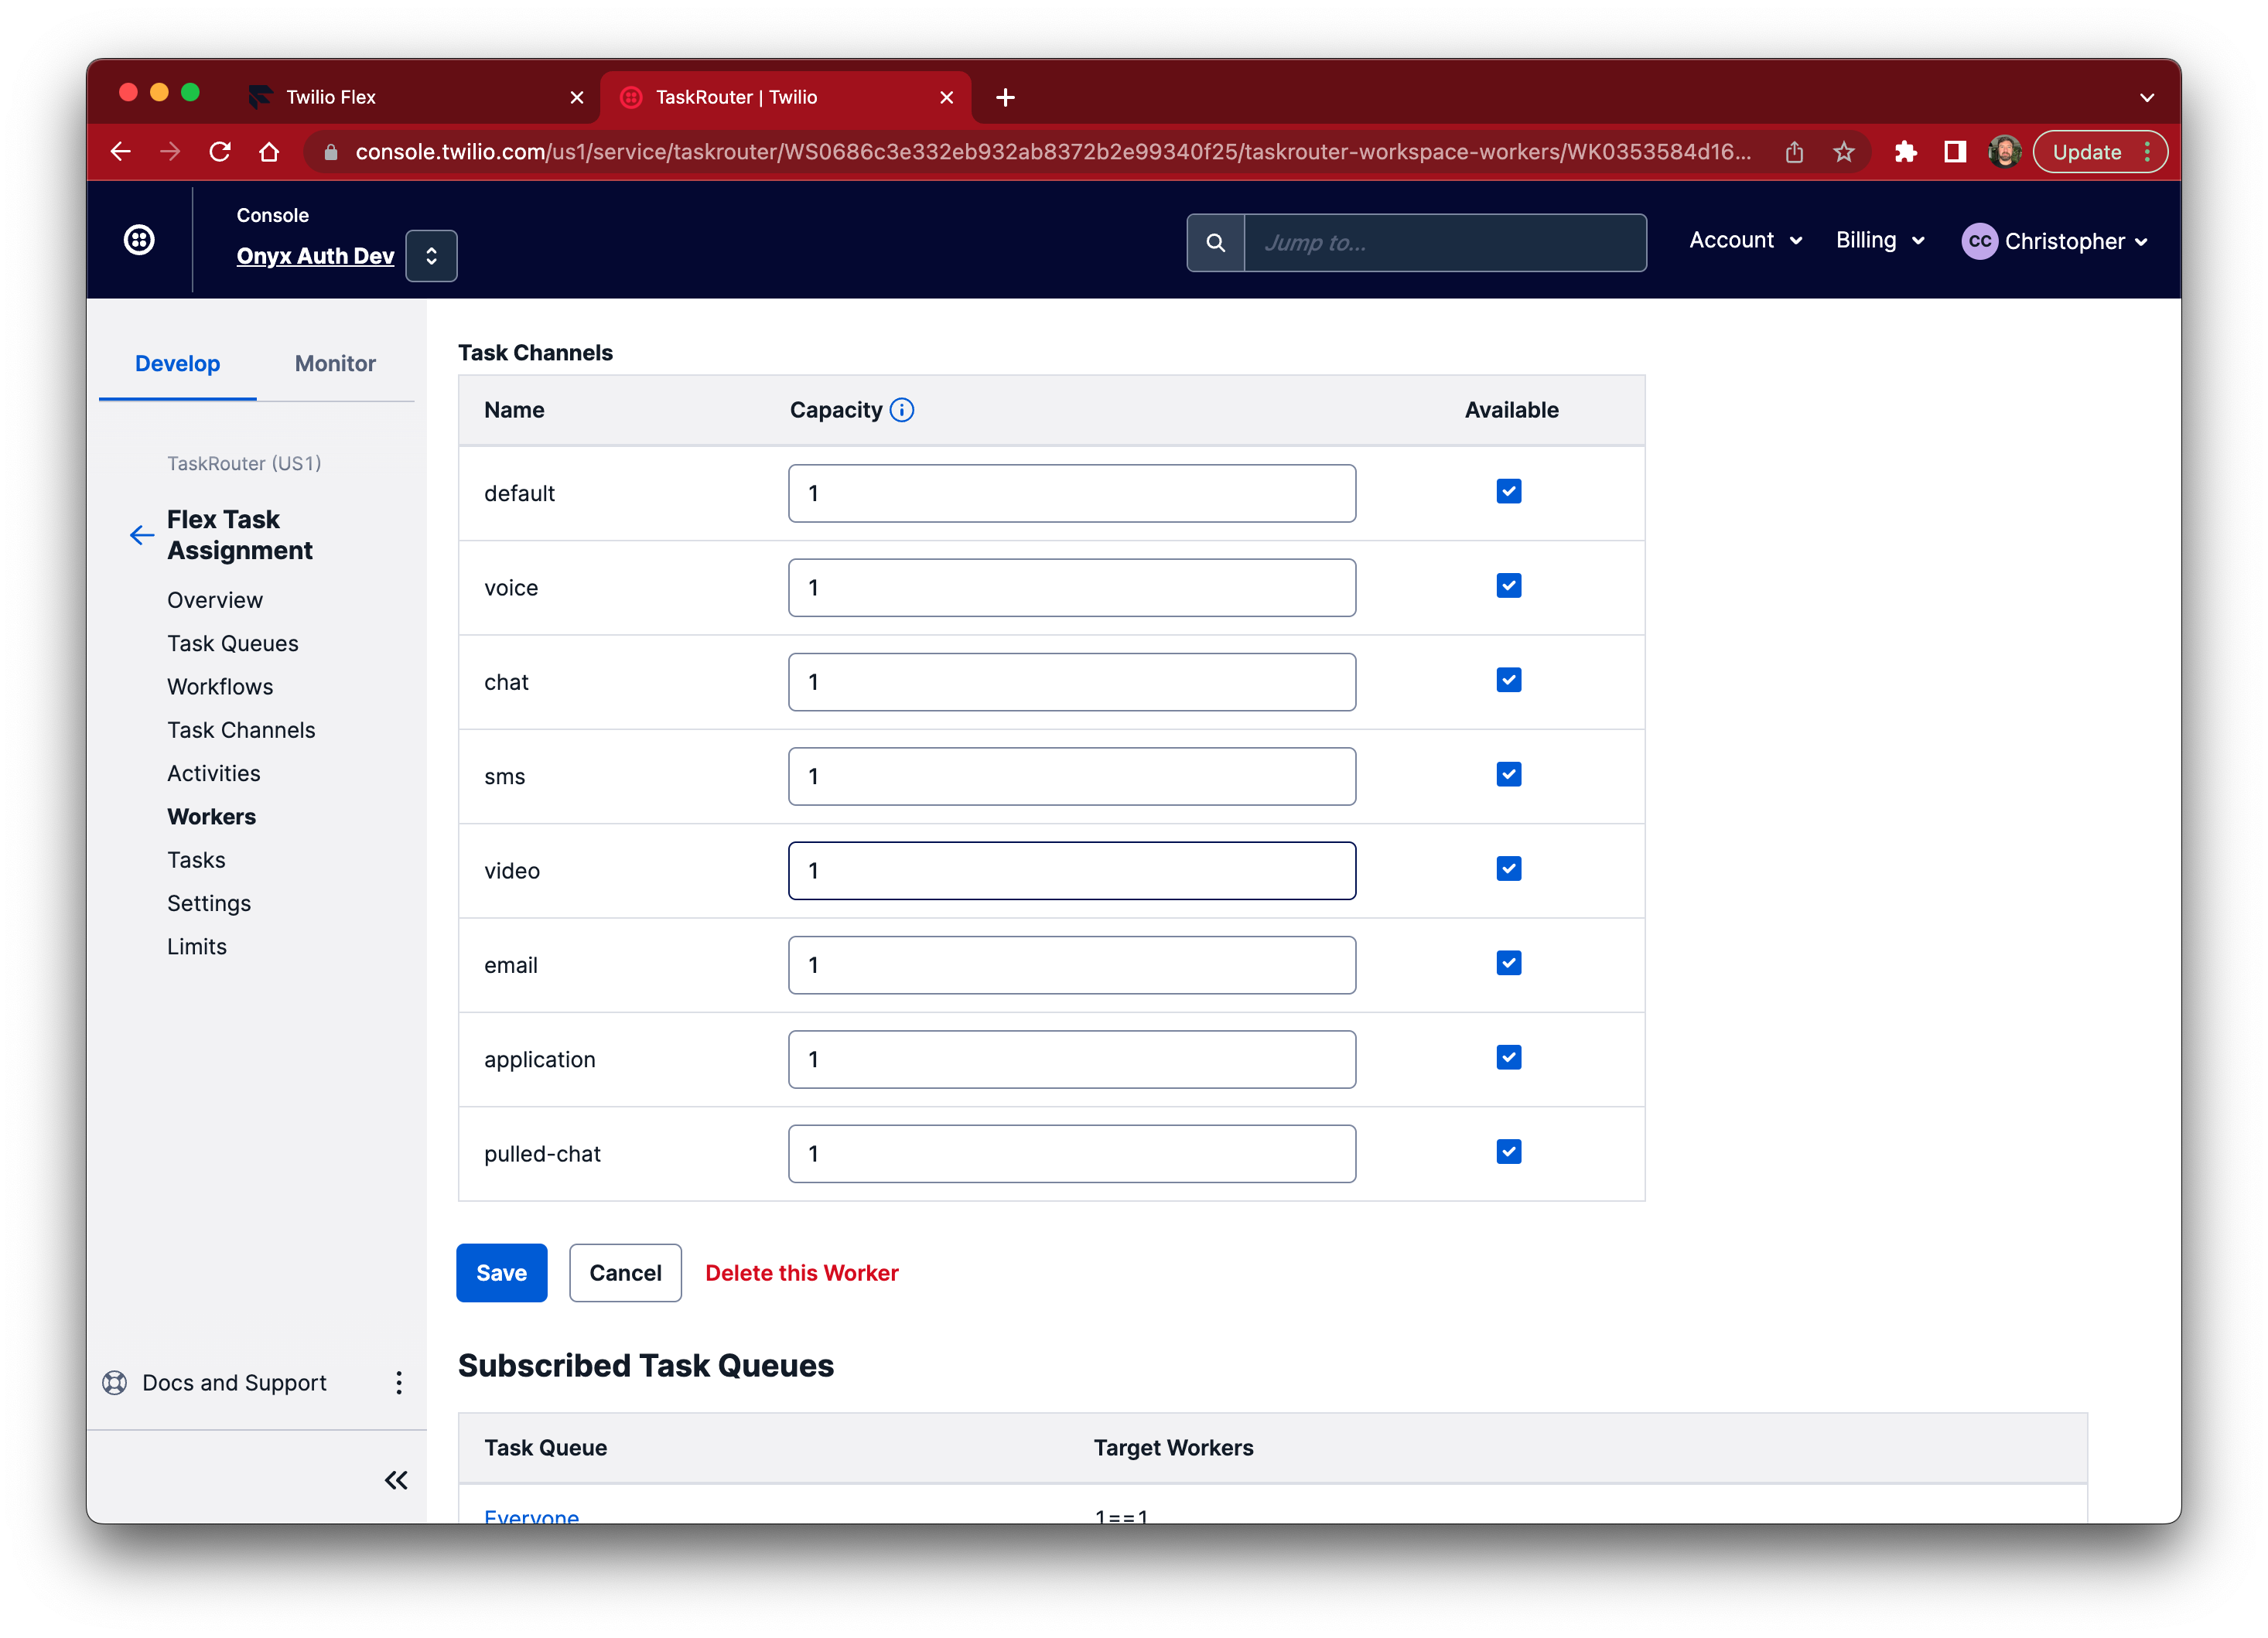 Twilio Flex
TaskRouter | Twilio
console.twilio.com/us1/service/taskrouter/WS0686c3e332eb932ab8372b2e99340f25/taskrouter-workspace-workers/WK0353584d16...
Update
Console
Onyx Auth Dev
Jump to...
Account
Billing
CC Christopher
Develop
Monitor
TaskRouter (US1)
Flex Task
Assignment
Overview
Task Queues
Workflows
Task Channels
Activities
Workers
Tasks
Settings
Limits
Docs and Support
Task Channels
Name Capacity Available
default 1
voice 1
chat 1
sms 1
video 1
email 1
application 1
pulled-chat 1
Save Cancel Delete this Worker
Subscribed Task Queues
Task Queue Target Workers
Everyone 1==1